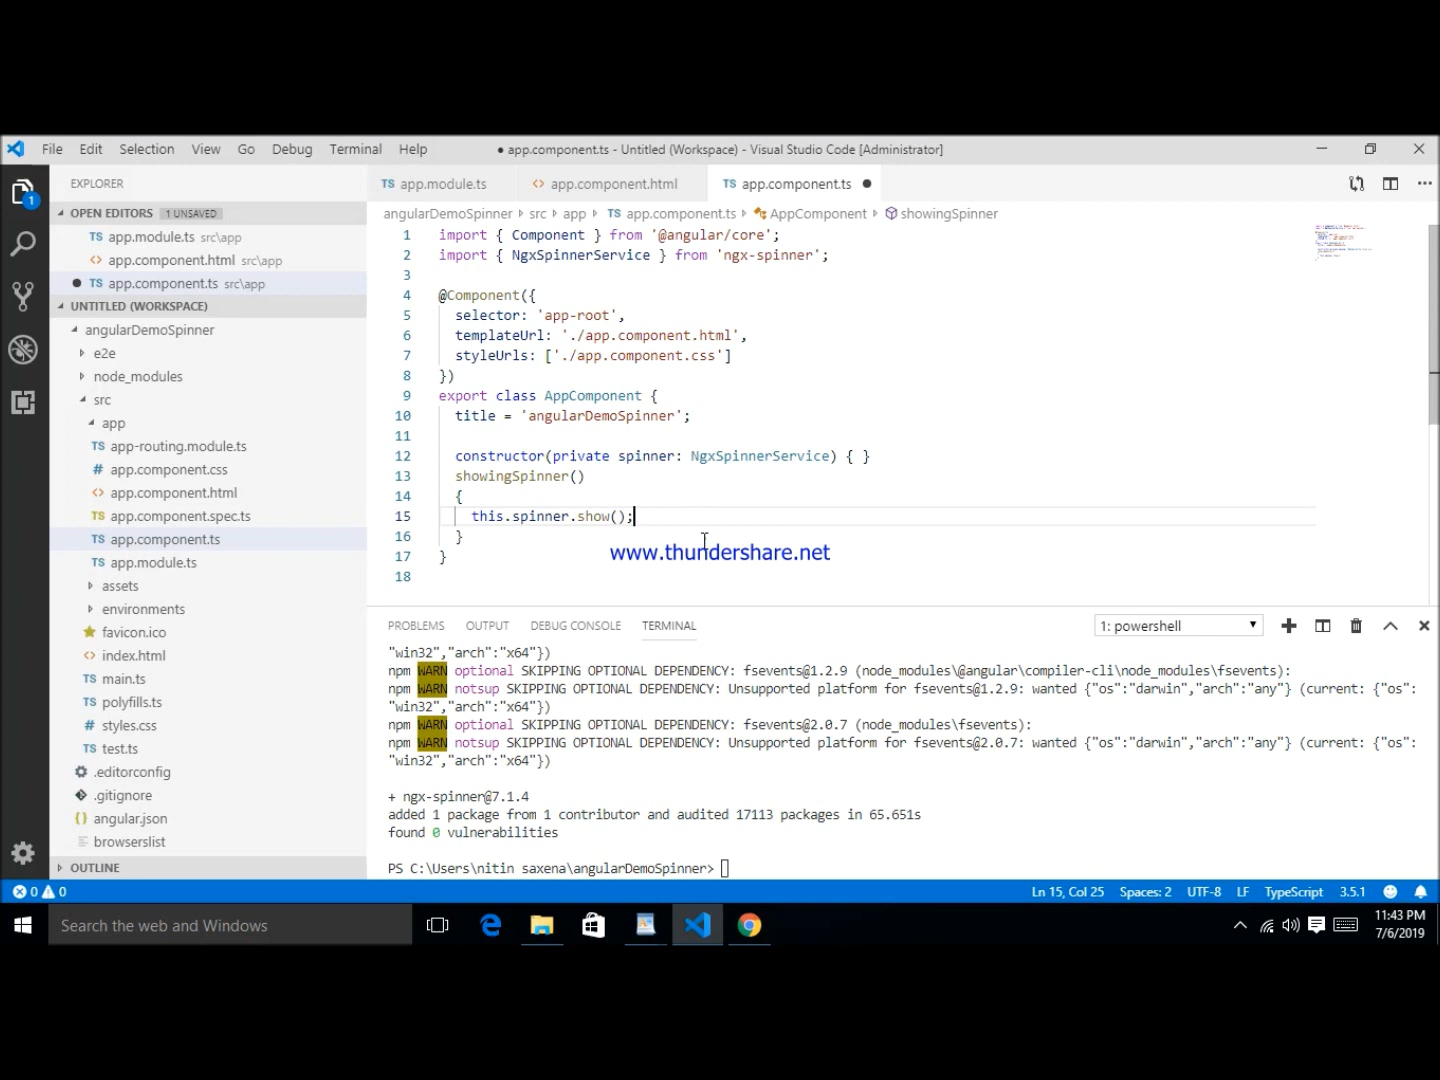 File Edit Selection View Go Debug Terminal Help
● app.component.ts - Untitled (Workspace) - Visual Studio Code [Administrator]
EXPLORER
OPEN EDITORS 1 UNSAVED
TS app.module.ts src\app
<> app.component.html src\app
● TS app.component.ts src\app
UNTITLED (WORKSPACE)
angularDemoSpinner
e2e
node_modules
src
app
TS app-routing.module.ts
# app.component.css
<> app.component.html
TS app.component.spec.ts
TS app.component.ts
TS app.module.ts
assets
environments
favicon.ico
<> index.html
TS main.ts
TS polyfills.ts
# styles.css
TS test.ts
.editorconfig
.gitignore
{} angular.json
browserslist
OUTLINE
1
TS app.module.ts
<> app.component.html
TS app.component.ts ●
angularDemoSpinner ▸ src ▸ app ▸ TS app.component.ts ▸ AppComponent ▸ showingSpinner
1 import { Component } from '@angular/core';
2 import { NgxSpinnerService } from 'ngx-spinner';
3
4 @Component({
5 selector: 'app-root',
6 templateUrl: './app.component.html',
7 styleUrls: ['./app.component.css']
8 })
9 export class AppComponent {
10 title = 'angularDemoSpinner';
11
12 constructor(private spinner: NgxSpinnerService) { }
13 showingSpinner()
14 {
15 this.spinner.show();
16 }
17 }
18
www.thundershare.net
PROBLEMS OUTPUT DEBUG CONSOLE TERMINAL
1: powershell
"win32","arch":"x64"})
npm WARN optional SKIPPING OPTIONAL DEPENDENCY: fsevents@1.2.9 (node_modules\@angular\compiler-cli\node_modules\fsevents):
npm WARN notsup SKIPPING OPTIONAL DEPENDENCY: Unsupported platform for fsevents@1.2.9: wanted {"os":"darwin","arch":"any"} (current: {"os":
"win32","arch":"x64"})
npm WARN optional SKIPPING OPTIONAL DEPENDENCY: fsevents@2.0.7 (node_modules\fsevents):
npm WARN notsup SKIPPING OPTIONAL DEPENDENCY: Unsupported platform for fsevents@2.0.7: wanted {"os":"darwin","arch":"any"} (current: {"os":
"win32","arch":"x64"})
+ ngx-spinner@7.1.4
added 1 package from 1 contributor and audited 17113 packages in 65.651s
found 0 vulnerabilities
PS C:\Users\nitin saxena\angularDemoSpinner>
0 0
Ln 15, Col 25 Spaces: 2 UTF-8 LF TypeScript 3.5.1
Search the web and Windows
11:43 PM
7/6/2019